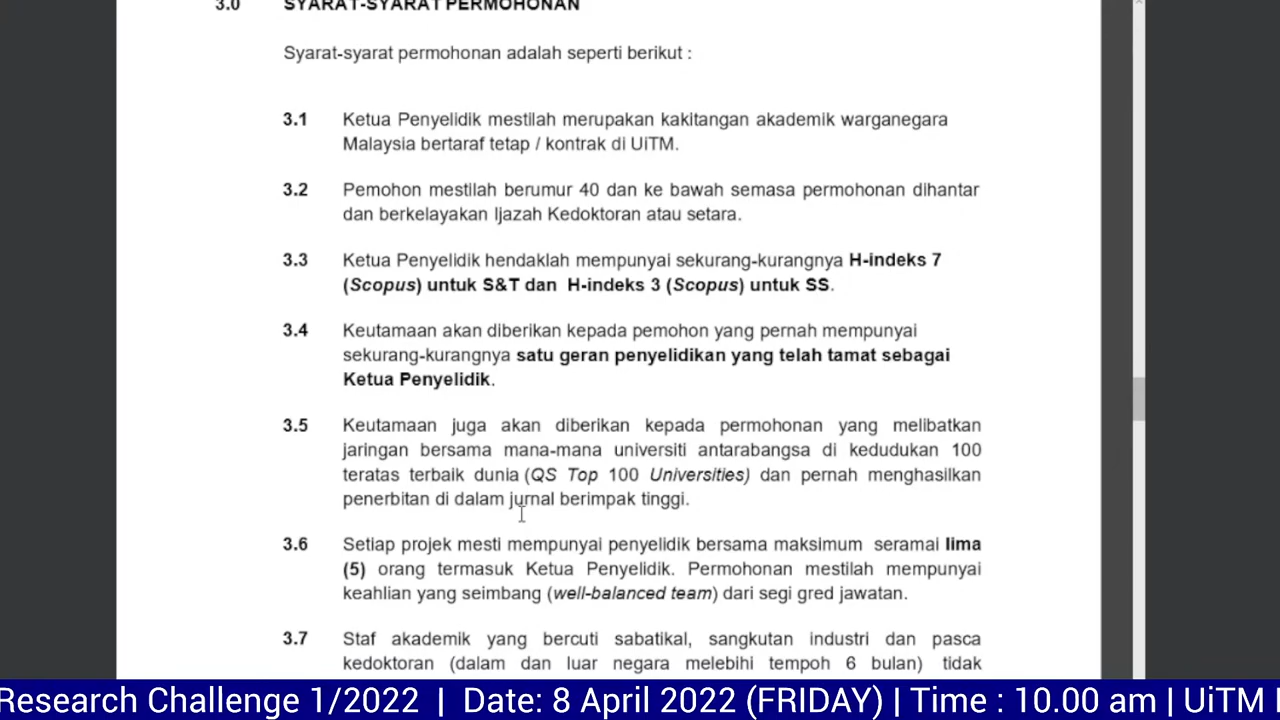 3.0 SYARAT-SYARAT PERMOHONAN
Syarat-syarat permohonan adalah seperti berikut :
3.1 Ketua Penyelidik mestilah merupakan kakitangan akademik warganegara
Malaysia bertaraf tetap / kontrak di UiTM.
3.2 Pemohon mestilah berumur 40 dan ke bawah semasa permohonan dihantar
dan berkelayakan Ijazah Kedoktoran atau setara.
3.3 Ketua Penyelidik hendaklah mempunyai sekurang-kurangnya H-indeks 7
(Scopus) untuk S&T dan H-indeks 3 (Scopus) untuk SS.
3.4 Keutamaan akan diberikan kepada pemohon yang pernah mempunyai
sekurang-kurangnya satu geran penyelidikan yang telah tamat sebagai
Ketua Penyelidik.
3.5 Keutamaan juga akan diberikan kepada permohonan yang melibatkan
jaringan bersama mana-mana universiti antarabangsa di kedudukan 100
teratas terbaik dunia (QS Top 100 Universities) dan pernah menghasilkan
penerbitan di dalam jurnal berimpak tinggi.
3.6 Setiap projek mesti mempunyai penyelidik bersama maksimum seramai lima
(5) orang termasuk Ketua Penyelidik. Permohonan mestilah mempunyai
keahlian yang seimbang (well-balanced team) dari segi gred jawatan.
3.7 Staf akademik yang bercuti sabatikal, sangkutan industri dan pasca
kedoktoran (dalam dan luar negara melebihi tempoh 6 bulan) tidak
Research Challenge 1/2022 | Date: 8 April 2022 (FRIDAY) | Time : 10.00 am | UiTM